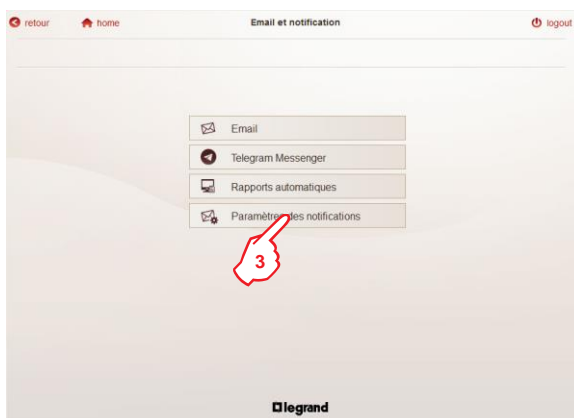 retour home Email et notification logout
Email
Telegram Messenger
Rapports automatiques
Paramètres des notifications
3
legrand